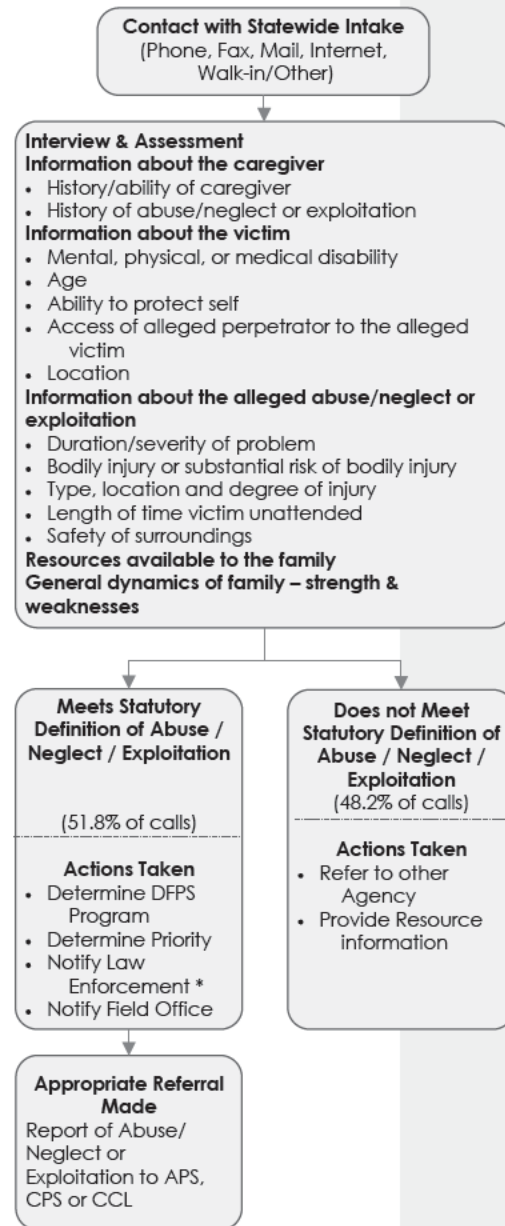 Contact with Statewide Intake
(Phone, Fax, Mail, Internet,
Walk-in/Other)
Interview & Assessment
Information about the caregiver
• History/ability of caregiver
• History of abuse/neglect or exploitation
Information about the victim
• Mental, physical, or medical disability
• Age
• Ability to protect self
• Access of alleged perpetrator to the alleged
victim
• Location
Information about the alleged abuse/neglect or
exploitation
• Duration/severity of problem
• Bodily injury or substantial risk of bodily injury
• Type, location and degree of injury
• Length of time victim unattended
• Safety of surroundings
Resources available to the family
General dynamics of family – strength &
weaknesses
Meets Statutory
Definition of Abuse /
Neglect / Exploitation
(51.8% of calls)
Actions Taken
• Determine DFPS
Program
• Determine Priority
• Notify Law
Enforcement *
• Notify Field Office
Does not Meet
Statutory Definition of
Abuse / Neglect /
Exploitation
(48.2% of calls)
Actions Taken
• Refer to other
Agency
• Provide Resource
information
Appropriate Referral
Made
Report of Abuse/
Neglect or
Exploitation to APS,
CPS or CCL